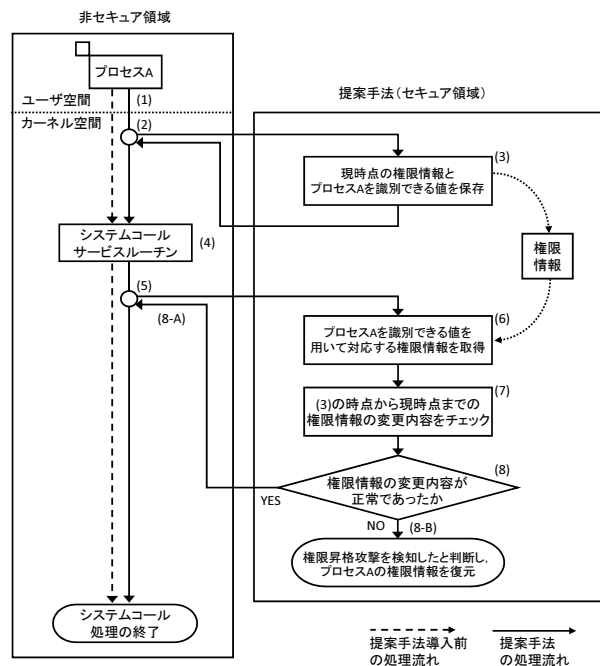 非セキュア領域
プロセスA
ユーザ空間
(1)
カーネル空間
(2)
提案手法(セキュア領域)
(3)
現時点の権限情報と
プロセスAを識別できる値を保存
システムコール
サービスルーチン
(4)
権限
情報
(5)
(8-A)
(6)
プロセスAを識別できる値を
用いて対応する権限情報を取得
(7)
(3)の時点から現時点までの
権限情報の変更内容をチェック
(8)
権限情報の変更内容が
正常であったか
YES
NO
(8-B)
権限昇格攻撃を検知したと判断し,
プロセスAの権限情報を復元
システムコール
処理の終了
提案手法導入前
の処理流れ
提案手法
の処理流れ